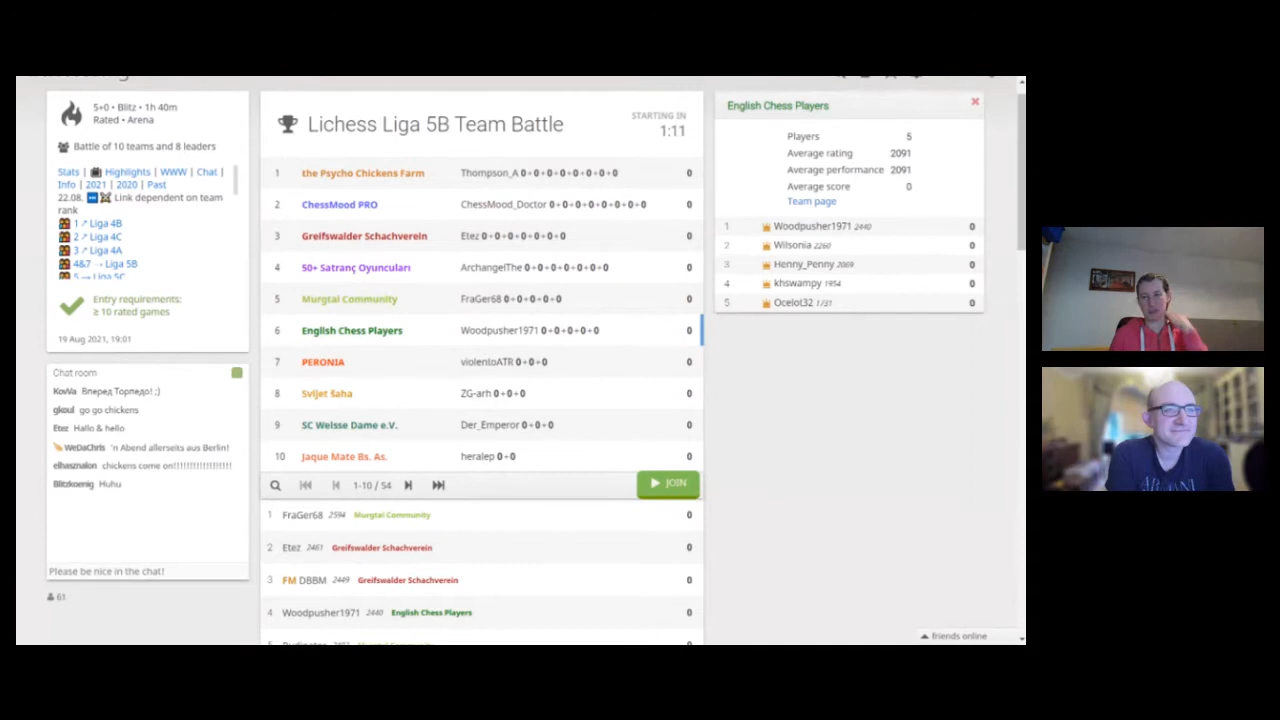 5+0 • Blitz • 1h 40m
Rated • Arena
Battle of 10 teams and 8 leaders
Stats | Highlights | WWW | Chat |
Info | 2021 | 2020 | Past
22.08. Link dependent on team
rank
1 ↗ Liga 4B
2 ↗ Liga 4C
3 ↗ Liga 4A
4&7 → Liga 5B
5 → Liga 5C
Entry requirements:
≥ 10 rated games
19 Aug 2021, 19:01
Chat room
KovVa Вперед Торпедо! ;)
gkoul go go chickens
Etez Hallo & hello
WeDaChris 'n Abend allerseits aus Berlin!
elhasznalon chickens come on!!!!!!!!!!!!!!!!!!
Blitzkoenig Huhu
Please be nice in the chat!
61
Lichess Liga 5B Team Battle
STARTING IN
1:11
1 the Psycho Chickens Farm Thompson_A 0+0+0+0+0+0+0+0 0
2 ChessMood PRO ChessMood_Doctor 0+0+0+0+0+0+0+0 0
3 Greifswalder Schachverein Etez 0+0+0+0+0+0+0 0
4 50+ Satranç Oyuncuları ArchangelThe 0+0+0+0+0+0+0 0
5 Murgtal Community FraGer68 0+0+0+0+0 0
6 English Chess Players Woodpusher1971 0+0+0+0+0 0
7 PERONIA violentoATR 0+0+0 0
8 Svijet šaha ZG-arh 0+0+0 0
9 SC Weisse Dame e.V. Der_Emperor 0+0+0 0
10 Jaque Mate Bs. As. heralep 0+0 0
1-10 / 54
JOIN
1 FraGer68 2594 Murgtal Community 0
2 Etez 2461 Greifswalder Schachverein 0
3 FM DBBM 2449 Greifswalder Schachverein 0
4 Woodpusher1971 2440 English Chess Players 0
English Chess Players
Players 5
Average rating 2091
Average performance 2091
Average score 0
Team page
1 Woodpusher1971 2440 0
2 Wilsonia 2260 0
3 Henny_Penny 2069 0
4 khswampy 1954 0
5 Ocelot32 1731 0
friends online